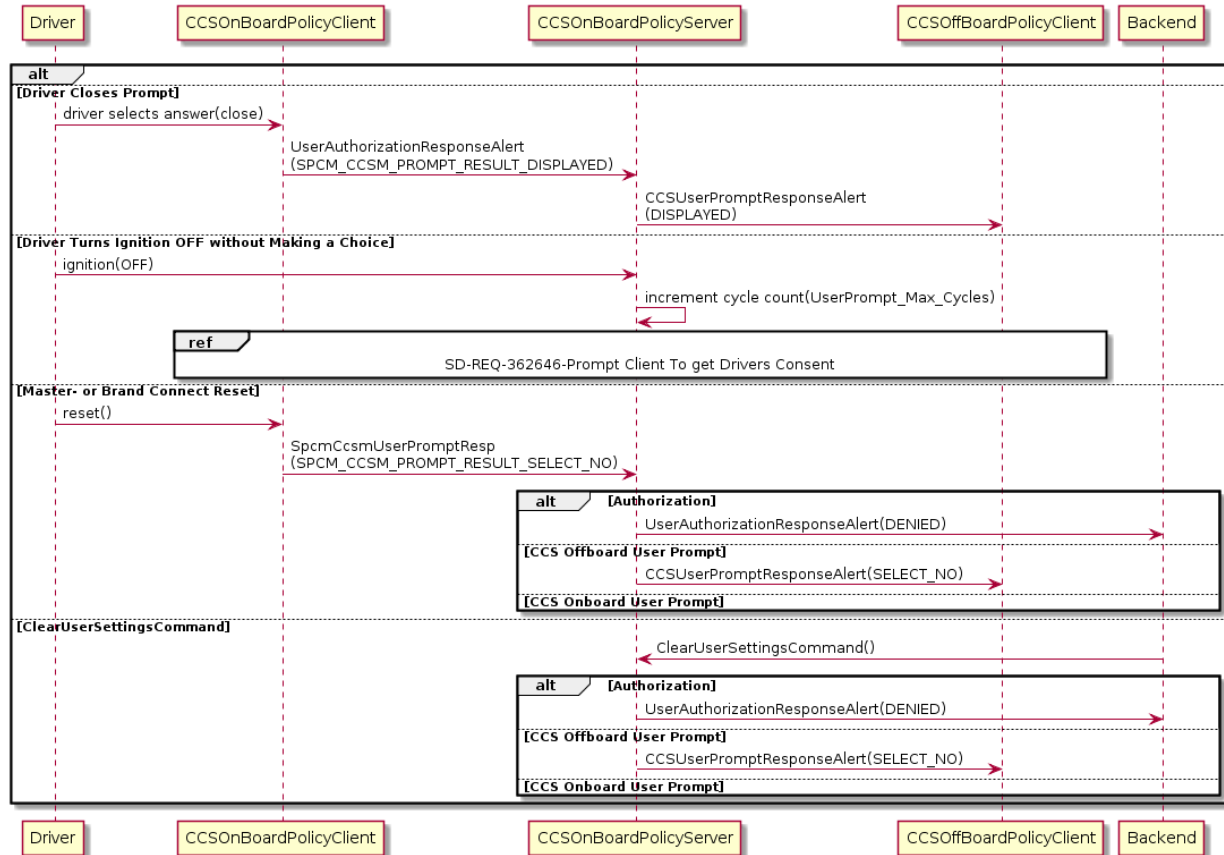 Driver
CCSOnBoardPolicyClient
CCSOnBoardPolicyServer
CCSOffBoardPolicyClient
Backend
alt
[Driver Closes Prompt]
driver selects answer(close)
UserAuthorizationResponseAlert
(SPCM_CCSM_PROMPT_RESULT_DISPLAYED)
CCSUserPromptResponseAlert
(DISPLAYED)
[Driver Turns Ignition OFF without Making a Choice]
ignition(OFF)
increment cycle count(UserPrompt_Max_Cycles)
ref
SD-REQ-362646-Prompt Client To get Drivers Consent
[Master- or Brand Connect Reset]
reset()
SpcmCcsmUserPromptResp
(SPCM_CCSM_PROMPT_RESULT_SELECT_NO)
alt
[Authorization]
UserAuthorizationResponseAlert(DENIED)
[CCS Offboard User Prompt]
CCSUserPromptResponseAlert(SELECT_NO)
[CCS Onboard User Prompt]
[ClearUserSettingsCommand]
ClearUserSettingsCommand()
alt
[Authorization]
UserAuthorizationResponseAlert(DENIED)
[CCS Offboard User Prompt]
CCSUserPromptResponseAlert(SELECT_NO)
[CCS Onboard User Prompt]
Driver
CCSOnBoardPolicyClient
CCSOnBoardPolicyServer
CCSOffBoardPolicyClient
Backend